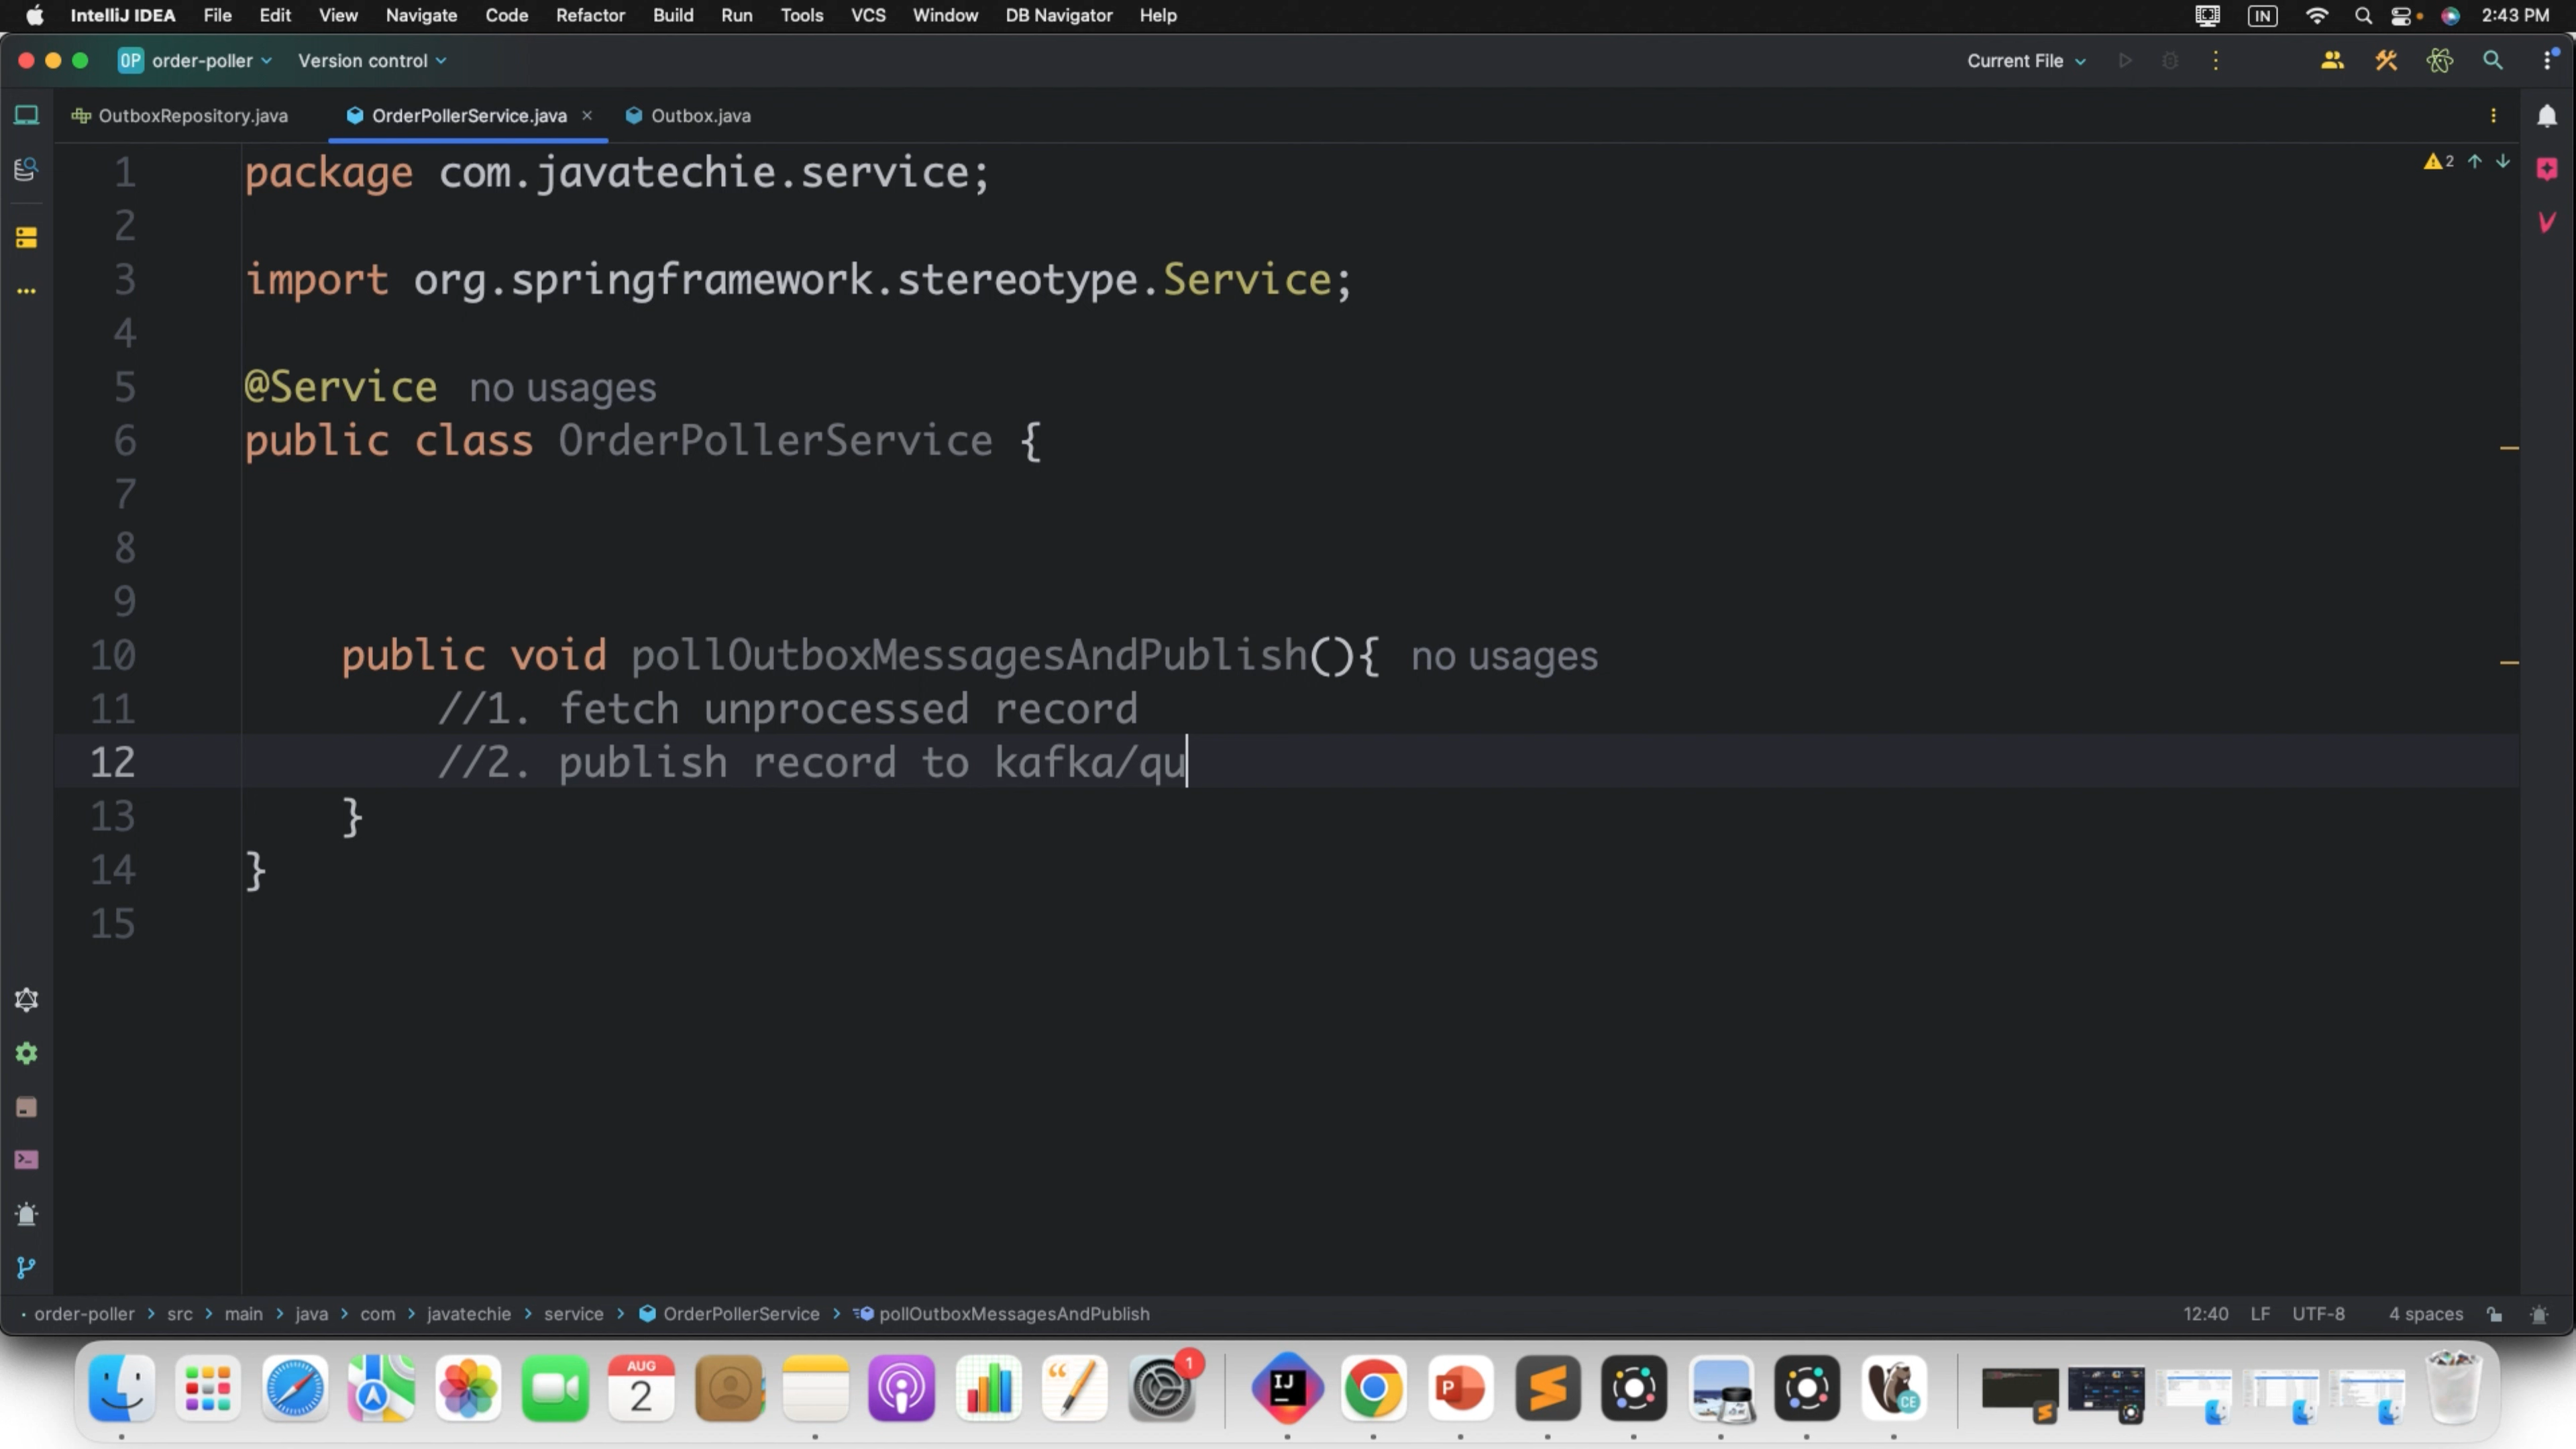 IntelliJ IDEA File Edit View Navigate Code Refactor Build Run Tools VCS Window DB Navigator Help IN 2:43 PM
OP order-poller Version control Current File
OutboxRepository.java OrderPollerService.java Outbox.java
1 package com.javatechie.service;
2
3 import org.springframework.stereotype.Service;
4
5 @Service no usages
6 public class OrderPollerService {
7
8
9
10 public void pollOutboxMessagesAndPublish(){ no usages
11 //1. fetch unprocessed record
12 //2. publish record to kafka/qu
13 }
14 }
15
2
order-poller > src > main > java > com > javatechie > service > OrderPollerService > pollOutboxMessagesAndPublish 12:40 LF UTF-8 4 spaces
AUG
2
1
IJ
P
CE